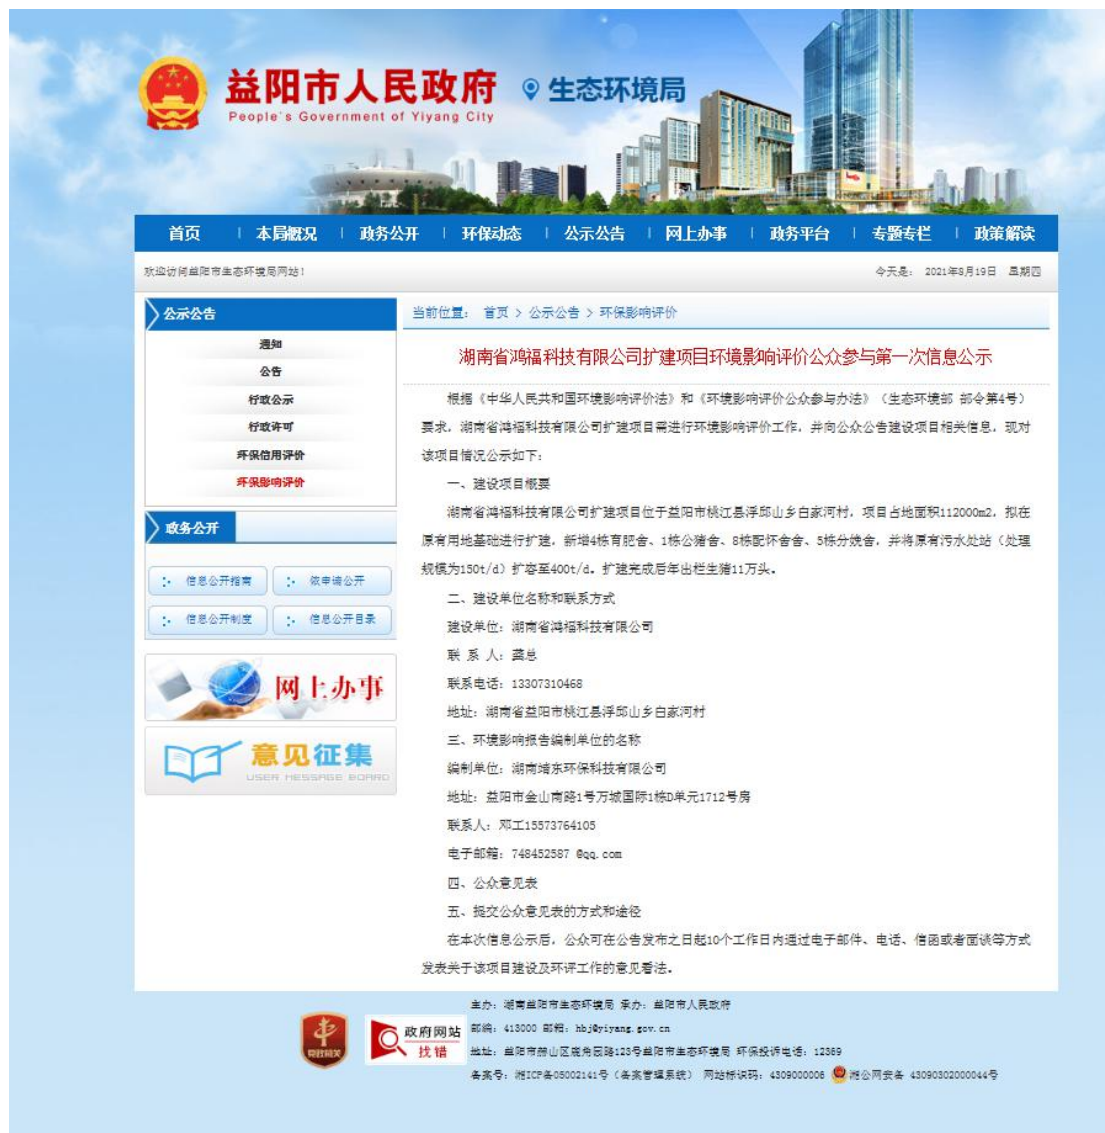 益阳市人民政府
People's Government of Yiyang City
生态环境局
首页 本局概况 政务公开 环保动态 公示公告 网上办事 政务平台 专题专栏 政策解读
欢迎访问益阳市生态环境局网站! 今天是: 2021年8月19日 星期四
公示公告
通知
公告
行政公示
行政许可
环保信用评价
环保影响评价
政务公开
信息公开指南 依申请公开
信息公开制度 信息公开目录
网上办事
意见征集
USER MESSAGE BOARD
当前位置: 首页 > 公示公告 > 环保影响评价
湖南省鸿福科技有限公司扩建项目环境影响评价公众参与第一次信息公示
根据《中华人民共和国环境影响评价法》和《环境影响评价公众参与办法》(生态环境部 部令第4号)
要求,湖南省鸿福科技有限公司扩建项目需进行环境影响评价工作,并向公众公告建设项目相关信息,现对
该项目情况公示如下:
一、建设项目概要
湖南省鸿福科技有限公司扩建项目位于益阳市桃江县浮邱山乡白家河村,项目占地面积112000m2,拟在
原有用地基础进行扩建,新增4栋育肥舍、1栋公猪舍、8栋配怀舍舍、5栋分娩舍,并将原有污水处站(处理
规模为150t/d)扩容至400t/d。扩建完成后年出栏生猪11万头。
二、建设单位名称和联系方式
建设单位:湖南省鸿福科技有限公司
联 系 人:龚总
联系电话:13307310468
地址:湖南省益阳市桃江县浮邱山乡白家河村
三、环境影响报告编制单位的名称
编制单位:湖南靖东环保科技有限公司
地址:益阳市金山南路1号万城国际1栋D单元1712号房
联系人:邓工15573764105
电子邮箱:748452587 @qq.com
四、公众意见表
五、提交公众意见表的方式和途径
在本次信息公示后,公众可在公告发布之日起10个工作日内通过电子邮件、电话、信函或者面谈等方式
发表关于该项目建设及环评工作的意见看法。
党政机关
政府网站
找错
主办:湖南益阳市生态环境局 承办:益阳市人民政府
邮编:413000 邮箱:hbj@yiyang.gov.cn
地址:益阳市赫山区鹿角园路123号益阳市生态环境局 环保投诉电话:12369
备案号:湘ICP备05002141号(备案管理系统) 网站标识码:4309000006 湘公网安备 43090302000044号